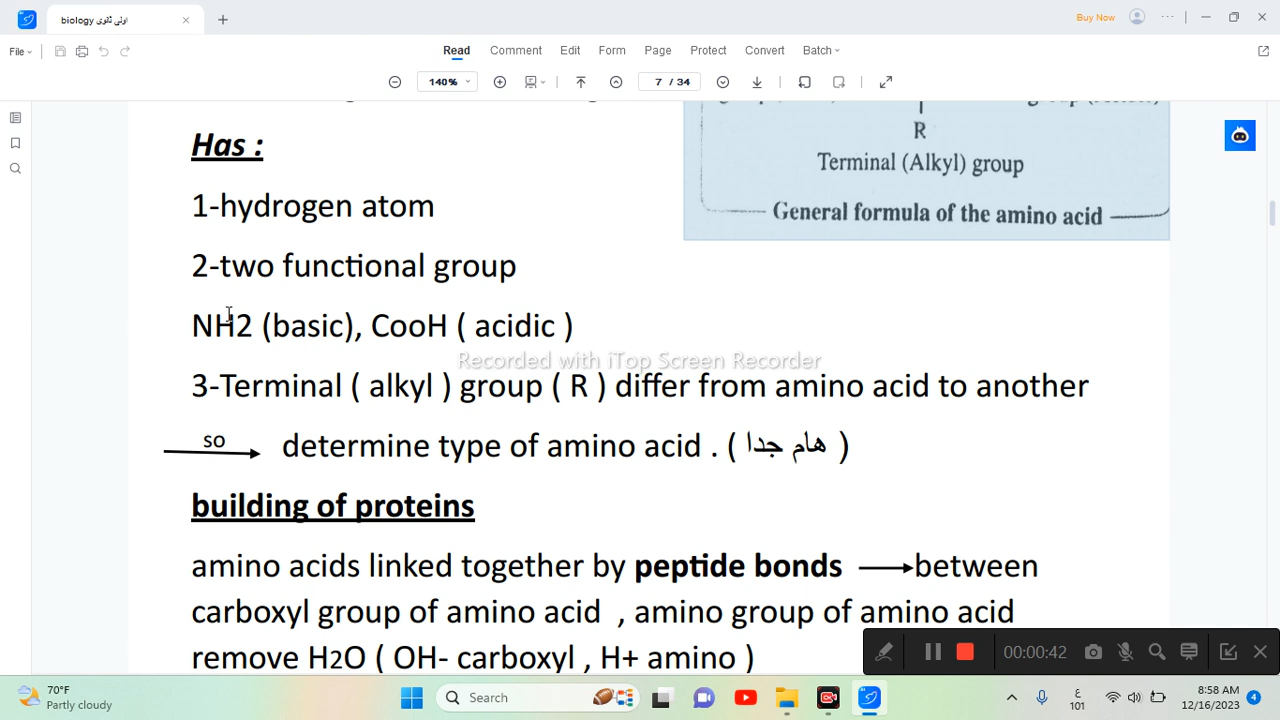 biology اولى ثانوى
Buy Now
File
Read Comment Edit Form Page Protect Convert Batch
140% 7 / 34
R
Terminal (Alkyl) group
General formula of the amino acid
Has :
1-hydrogen atom
2-two functional group
NH2 (basic), CooH ( acidic )
Recorded with iTop Screen Recorder
3-Terminal ( alkyl ) group ( R ) differ from amino acid to another
so determine type of amino acid . ( هام جدا )
building of proteins
amino acids linked together by peptide bonds between
carboxyl group of amino acid , amino group of amino acid
remove H2O ( OH- carboxyl , H+ amino )
00:00:42
70°F
Partly cloudy
Search
ع
101
8:58 AM
12/16/2023
4